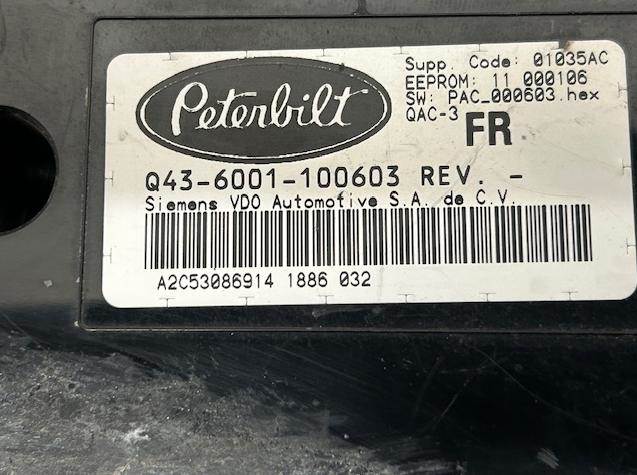 Peterbilt
Supp. Code: 01035AC
EEPROM: 11 000106
SW: PAC_000603.hex
QAC-3
FR
Q43-6001-100603 REV. -
Siemens VDO Automotive S.A. de C.V.
A2C53086914 1886 032